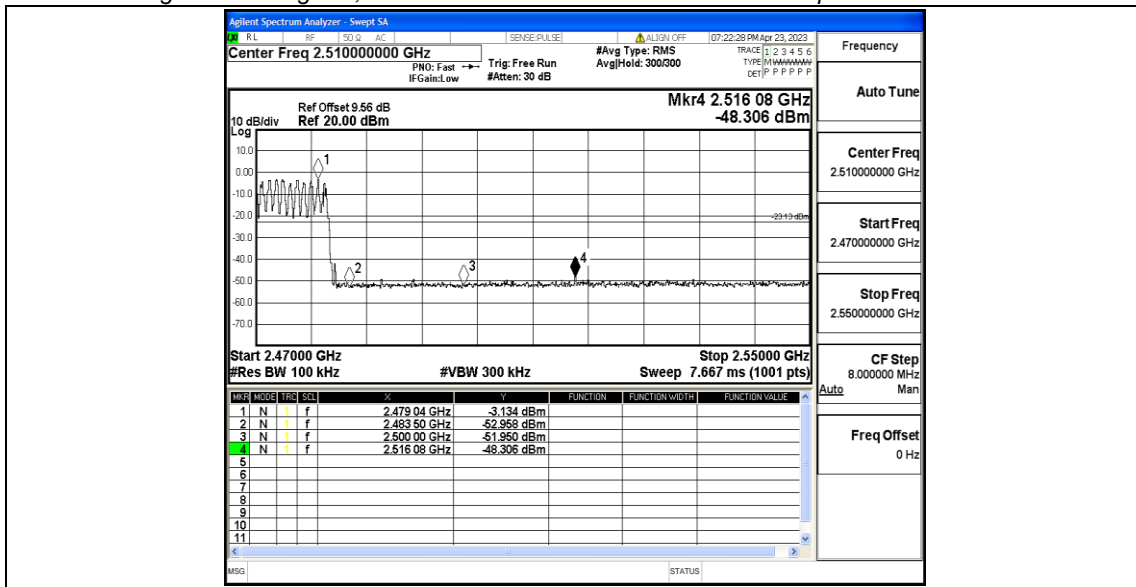 Agilent Spectrum Analyzer - Swept SA
RL RF 50 Ω AC SENSE:PULSE ALIGN OFF 07:22:28 PM Apr 23, 2023
Center Freq 2.510000000 GHz
PNO: Fast
IFGain:Low
Trig: Free Run
#Atten: 30 dB
#Avg Type: RMS
Avg|Hold: 300/300
TRACE 1 2 3 4 5 6
TYPE M
DET P P P P P P
Ref Offset 9.56 dB
10 dB/div Ref 20.00 dBm
Log
Mkr4 2.516 08 GHz
-48.306 dBm
10.0
0.00
-10.0
-20.0
-30.0
-40.0
-50.0
-60.0
-70.0
1
2
3
4
-23.13 dBm
Start 2.47000 GHz Stop 2.55000 GHz
#Res BW 100 kHz #VBW 300 kHz Sweep 7.667 ms (1001 pts)
MKR MODE TRC SCL X Y FUNCTION FUNCTION WIDTH FUNCTION VALUE
1 N 1 f 2.479 04 GHz -3.134 dBm
2 N 1 f 2.483 50 GHz -52.958 dBm
3 N 1 f 2.500 00 GHz -51.950 dBm
4 N 1 f 2.516 08 GHz -48.306 dBm
5
6
7
8
9
10
11
MSG STATUS
Frequency
Auto Tune
Center Freq
2.510000000 GHz
Start Freq
2.470000000 GHz
Stop Freq
2.550000000 GHz
CF Step
8.000000 MHz
Auto Man
Freq Offset
0 Hz